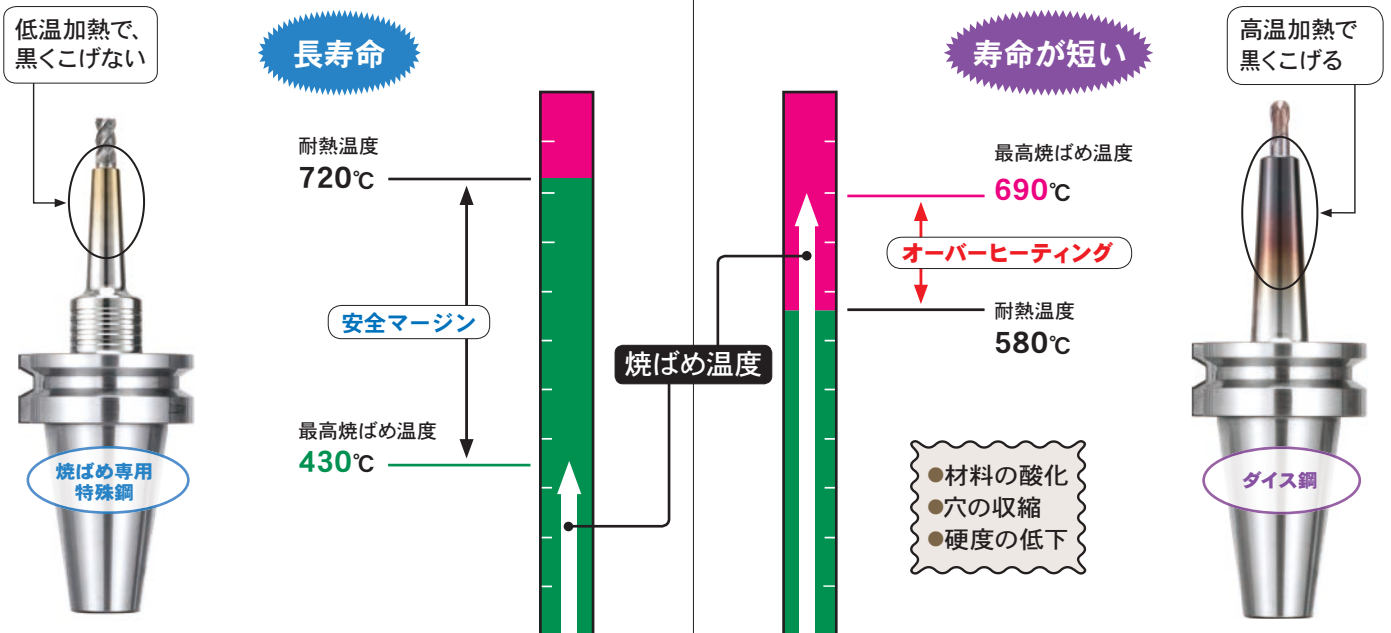 低温加熱で、
黒くこげない
長寿命
耐熱温度
720℃
安全マージン
最高焼ばめ温度
430℃
焼ばめ専用
特殊鋼
焼ばめ温度
寿命が短い
高温加熱で
黒くこげる
最高焼ばめ温度
690℃
オーバーヒーティング
耐熱温度
580℃
●材料の酸化
●穴の収縮
●硬度の低下
ダイス鋼